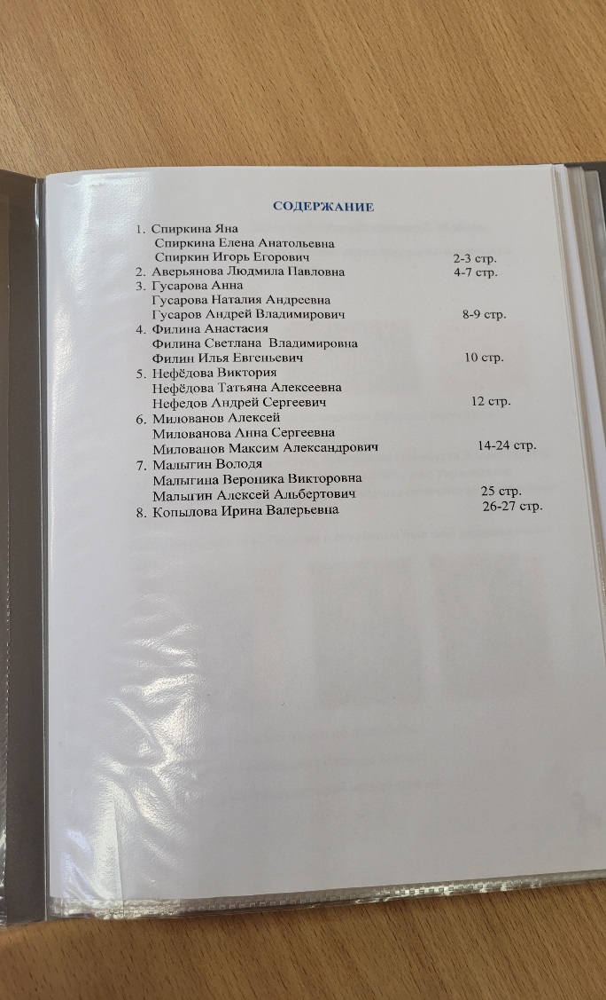 СОДЕРЖАНИЕ
1. Спиркина Яна
Спиркина Елена Анатольевна
Спиркин Игорь Егорович 2-3 стр.
2. Аверьянова Людмила Павловна 4-7 стр.
3. Гусарова Анна
Гусарова Наталия Андреевна
Гусаров Андрей Владимирович 8-9 стр.
4. Филина Анастасия
Филина Светлана Владимировна
Филин Илья Евгеньевич 10 стр.
5. Нефёдова Виктория
Нефёдова Татьяна Алексеевна
Нефедов Андрей Сергеевич 12 стр.
6. Милованов Алексей
Милованова Анна Сергеевна
Милованов Максим Александрович 14-24 стр.
7. Малыгин Володя
Малыгина Вероника Викторовна
Малыгин Алексей Альбертович 25 стр.
8. Копылова Ирина Валерьевна 26-27 стр.